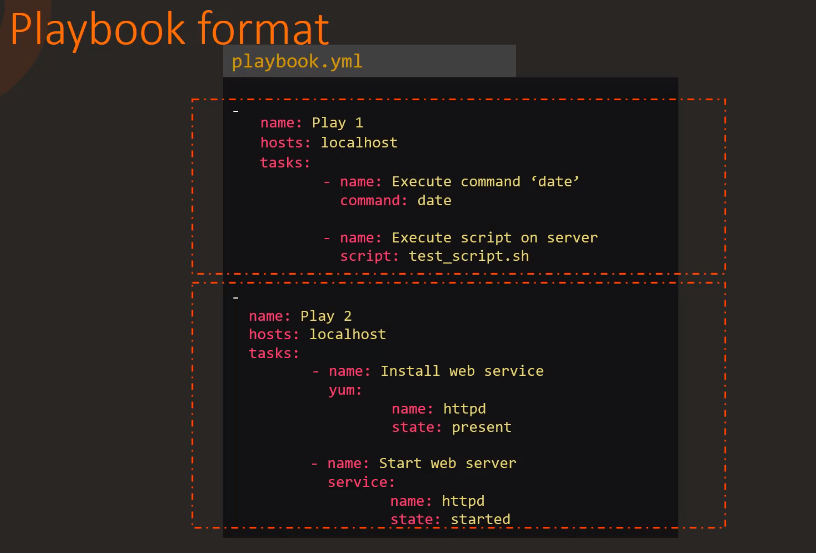 Playbook format
playbook.yml
-
name: Play 1
hosts: localhost
tasks:
- name: Execute command ‘date’
command: date
- name: Execute script on server
script: test_script.sh
-
name: Play 2
hosts: localhost
tasks:
- name: Install web service
yum:
name: httpd
state: present
- name: Start web server
service:
name: httpd
state: started